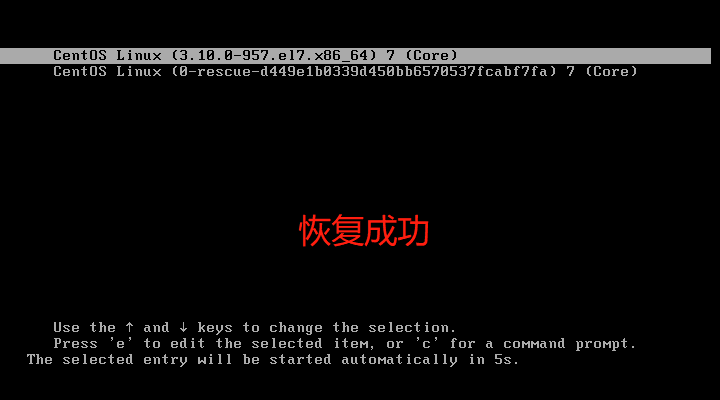 CentOS Linux (3.10.0-957.el7.x86_64) 7 (Core)
CentOS Linux (0-rescue-d449e1b0339d450bb6570537fcabf7fa) 7 (Core)
恢复成功
Use the ↑ and ↓ keys to change the selection.
Press 'e' to edit the selected item, or 'c' for a command prompt.
The selected entry will be started automatically in 5s.